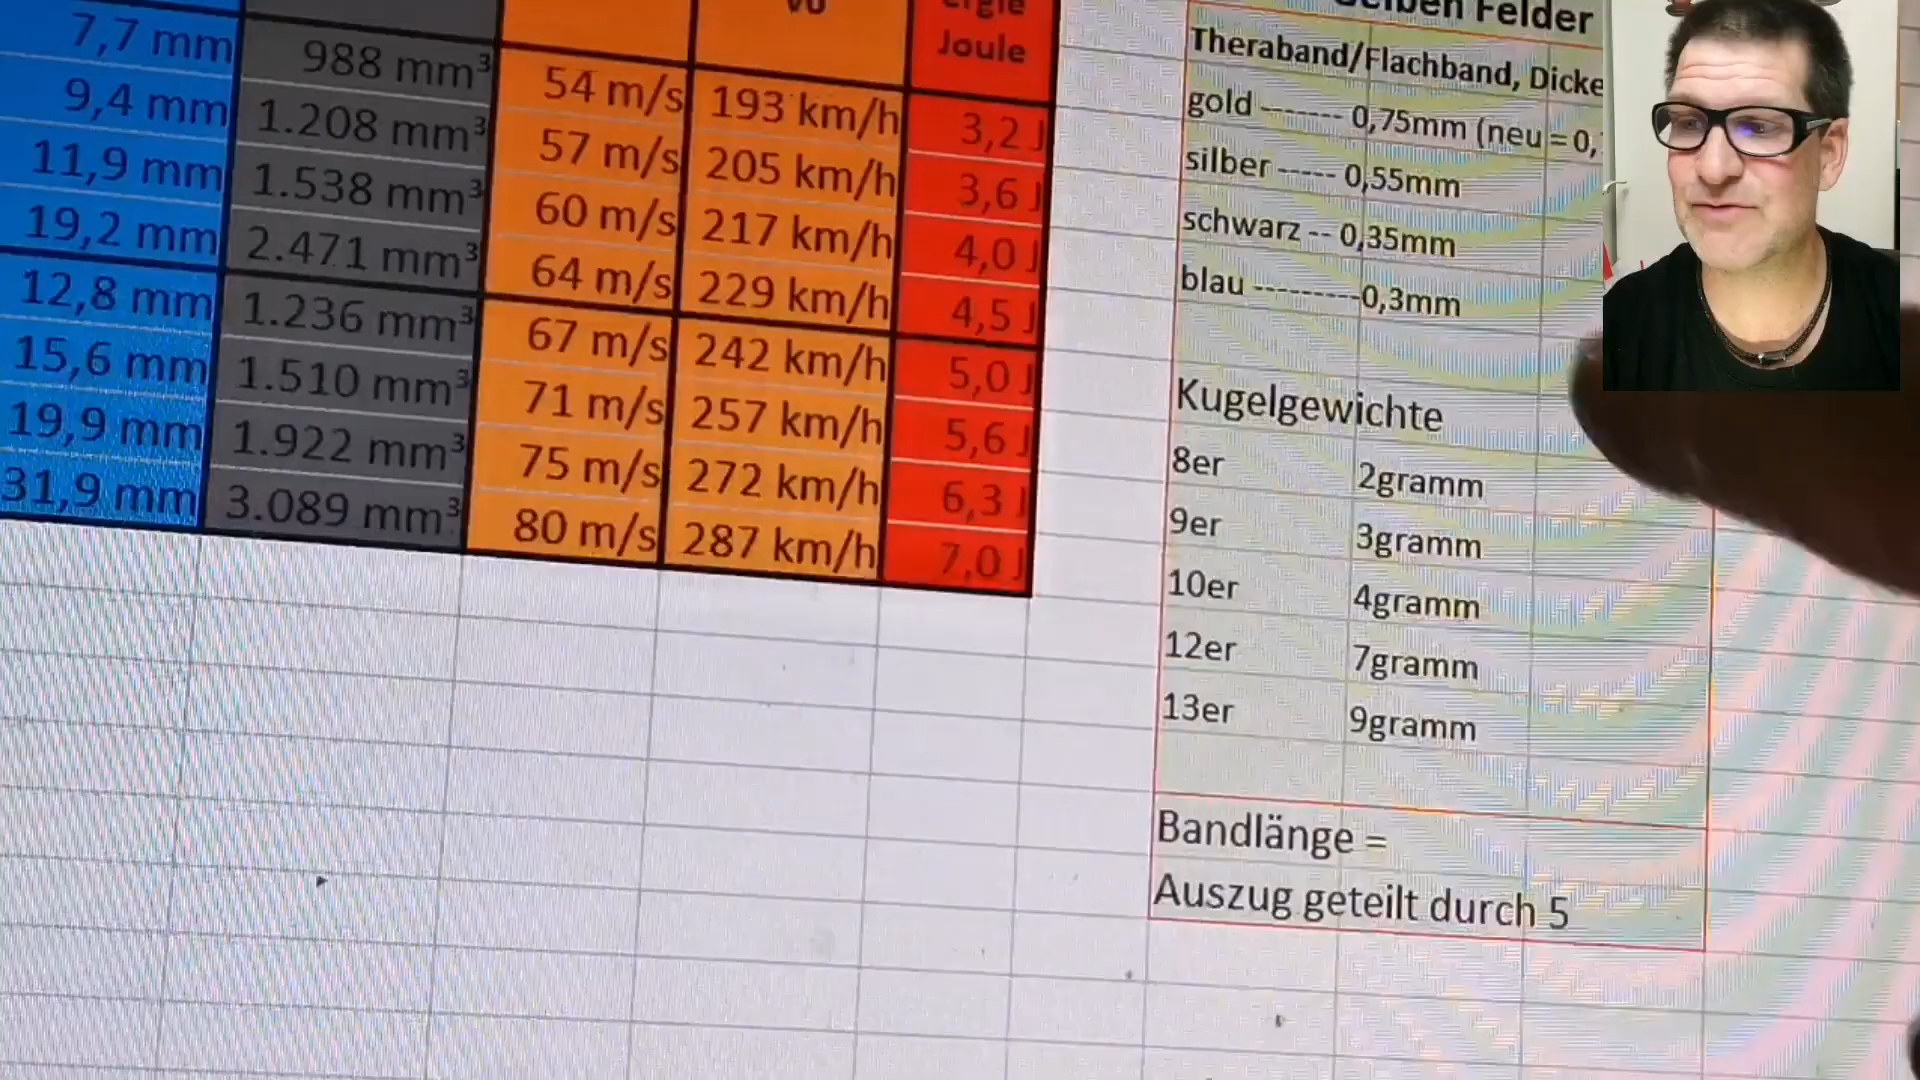 v0
ergie
Joule
7,7 mm 988 mm³ 54 m/s 193 km/h 3,2 J
9,4 mm 1.208 mm³ 57 m/s 205 km/h 3,6 J
11,9 mm 1.538 mm³ 60 m/s 217 km/h 4,0 J
19,2 mm 2.471 mm³ 64 m/s 229 km/h 4,5 J
12,8 mm 1.236 mm³ 67 m/s 242 km/h 5,0 J
15,6 mm 1.510 mm³ 71 m/s 257 km/h 5,6 J
19,9 mm 1.922 mm³ 75 m/s 272 km/h 6,3 J
31,9 mm 3.089 mm³ 80 m/s 287 km/h 7,0 J
Felder
Theraband/Flachband, Dicke
gold ------- 0,75mm (neu = 0,
silber ----- 0,55mm
schwarz -- 0,35mm
blau ---------0,3mm
Kugelgewichte
8er 2gramm
9er 3gramm
10er 4gramm
12er 7gramm
13er 9gramm
Bandlänge =
Auszug geteilt durch 5